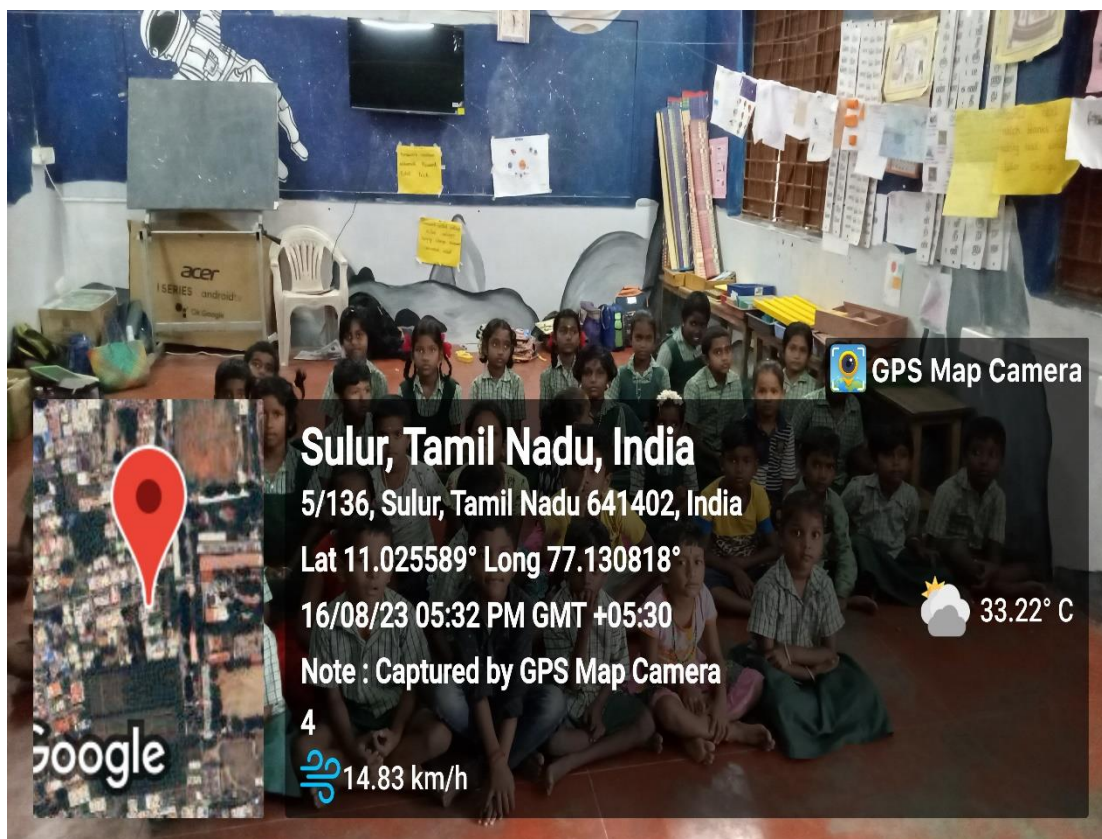 acer
I SERIES android
Ok Google
GPS Map Camera
Sulur, Tamil Nadu, India
5/136, Sulur, Tamil Nadu 641402, India
Lat 11.025589° Long 77.130818°
16/08/23 05:32 PM GMT +05:30
33.22° C
Note : Captured by GPS Map Camera
4
14.83 km/h
Google